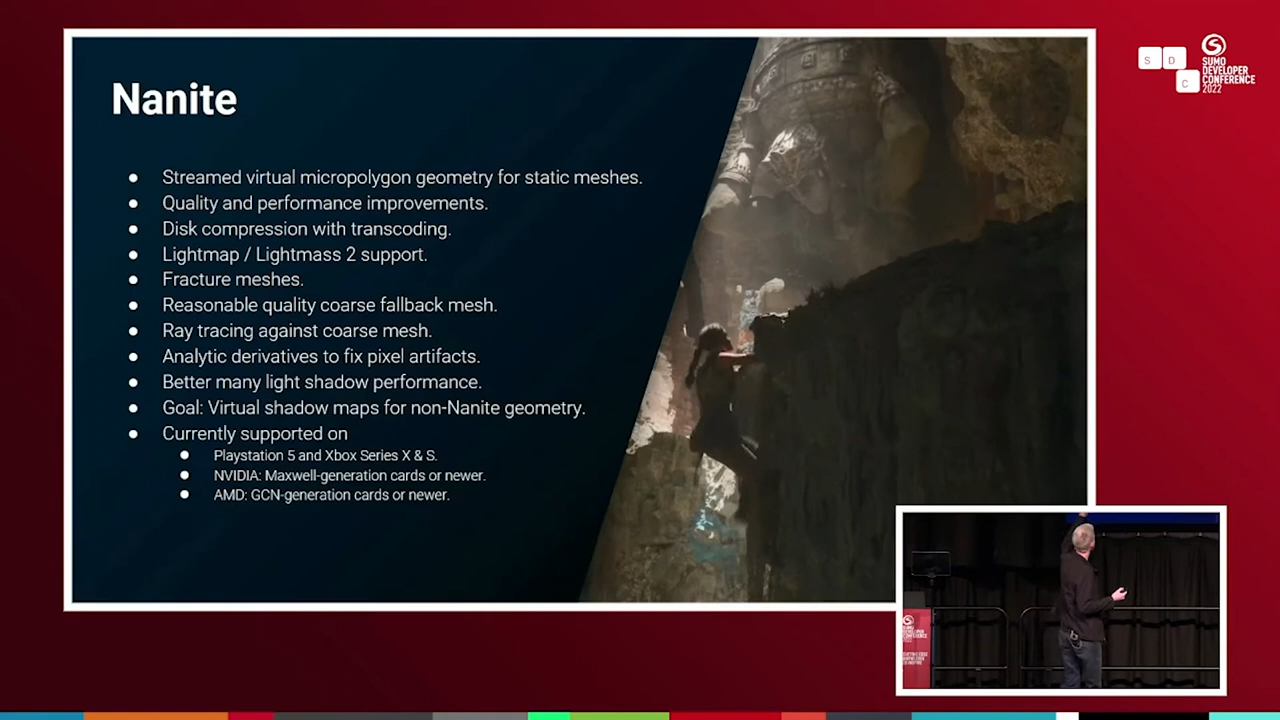 Nanite
Streamed virtual micropolygon geometry for static meshes.
Quality and performance improvements.
Disk compression with transcoding.
Lightmap / Lightmass 2 support.
Fracture meshes.
Reasonable quality coarse fallback mesh.
Ray tracing against coarse mesh.
Analytic derivatives to fix pixel artifacts.
Better many light shadow performance.
Goal: Virtual shadow maps for non-Nanite geometry.
Currently supported on
Playstation 5 and Xbox Series X & S.
NVIDIA: Maxwell-generation cards or newer.
AMD: GCN-generation cards or newer.
S D
C
SUMO
DEVELOPER
CONFERENCE
2022